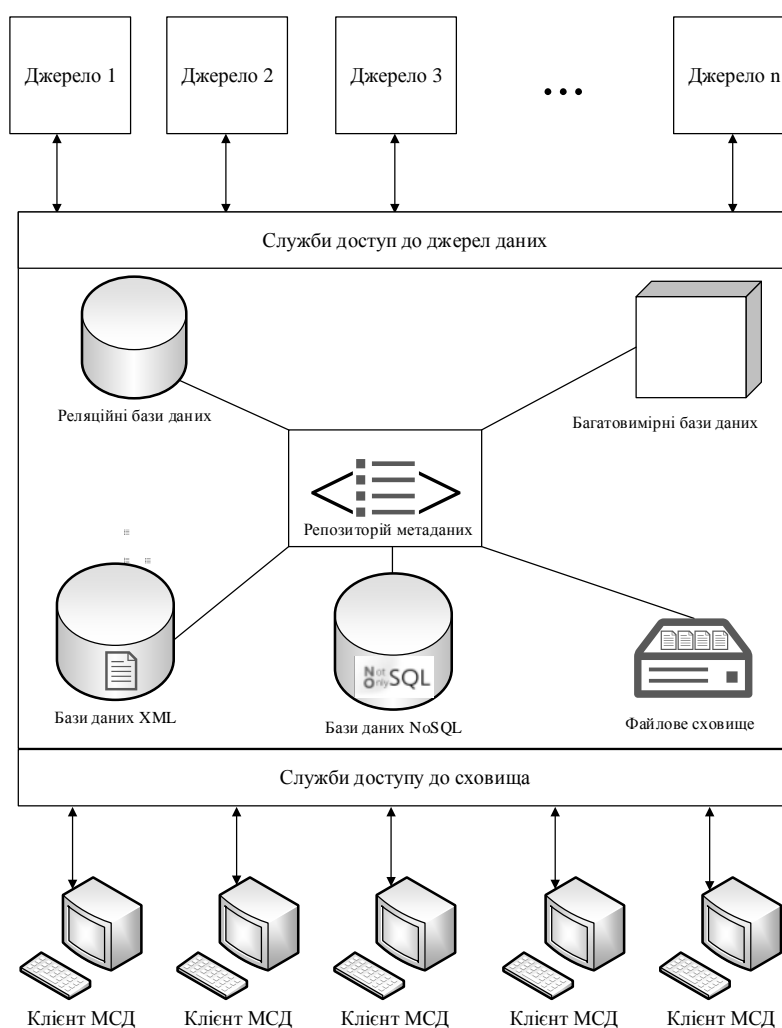 Джерело 1
Джерело 2
Джерело 3
...
Джерело n
Служби доступ до джерел даних
Реляційні бази даних
Багатовимірні бази даних
Репозиторій метаданих
Not Only SQL
Бази даних XML
Бази даних NoSQL
Файлове сховище
Служби доступу до сховища
Клієнт МСД
Клієнт МСД
Клієнт МСД
Клієнт МСД
Клієнт МСД